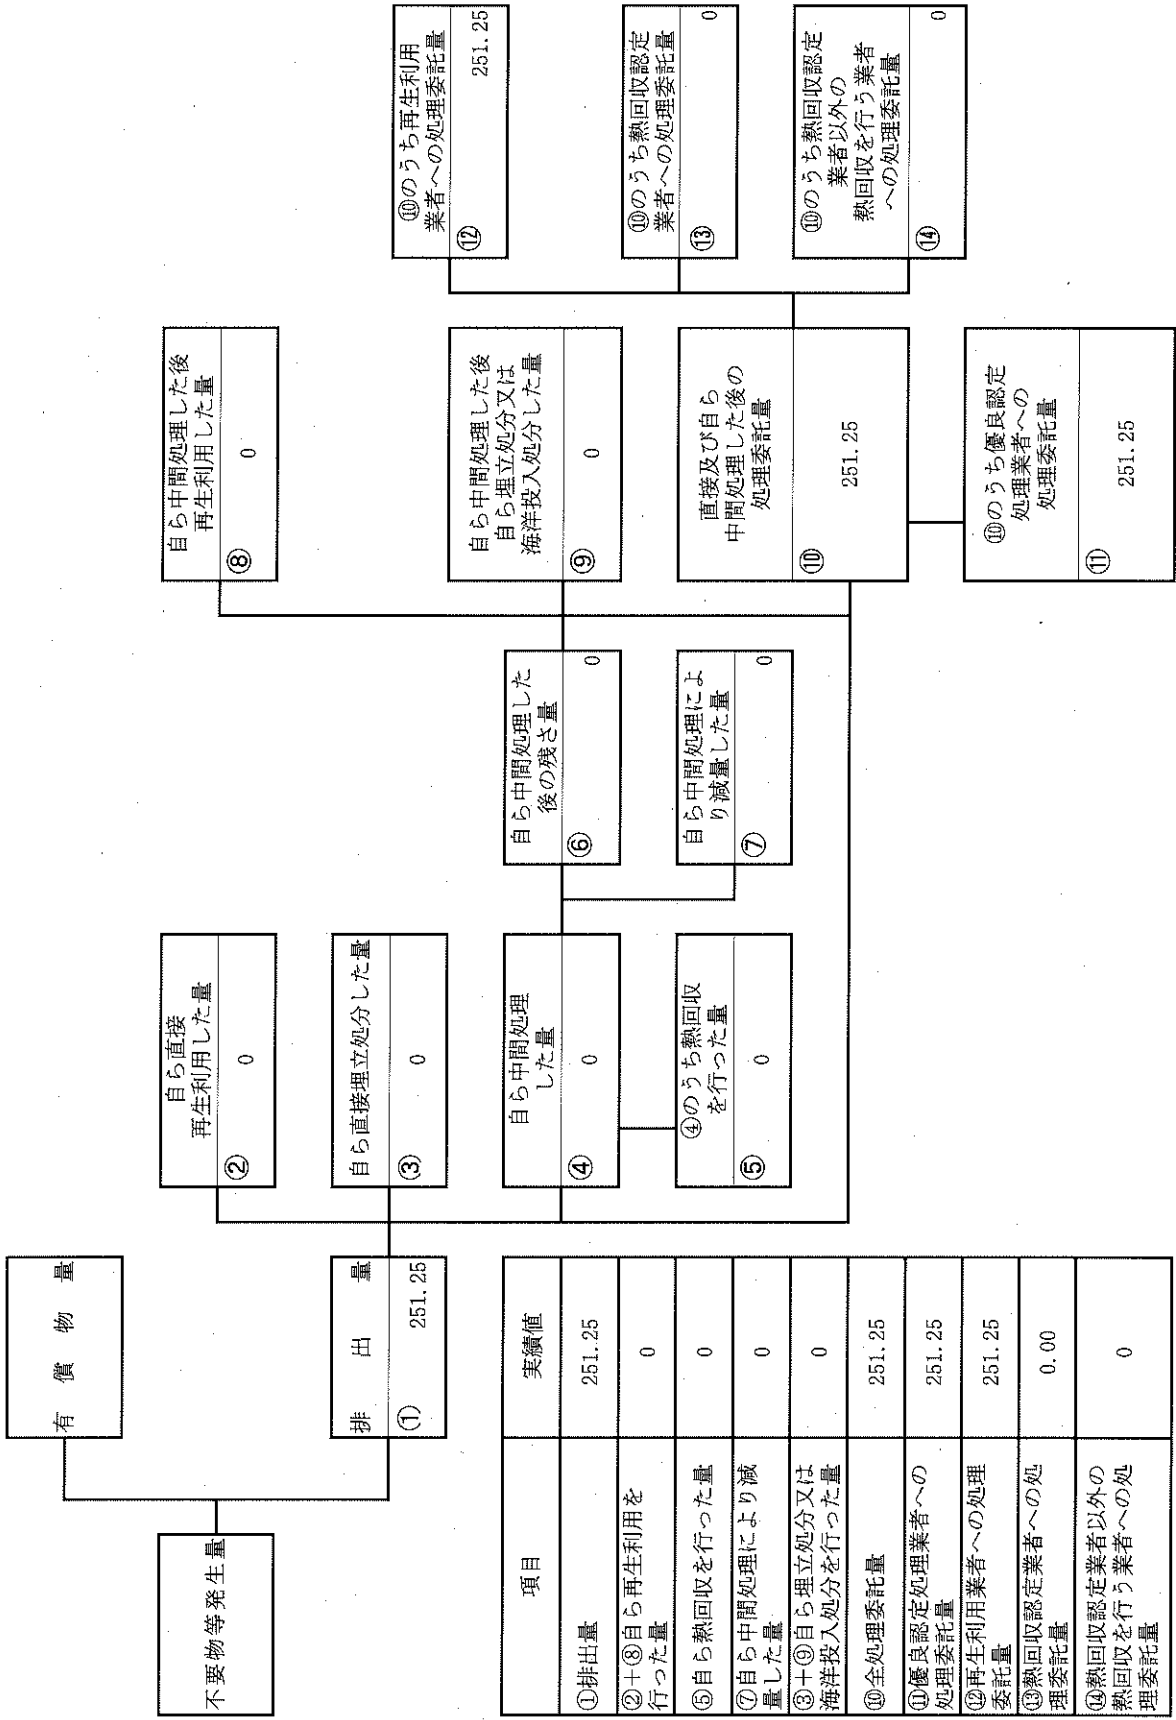 不要物等発生量
有 償 物 量
排 出 量
① 251.25
自ら直接
再生利用した量
② 0
自ら直接埋立処分した量
③ 0
自ら中間処理
した量
④ 0
④のうち熱回収
を行った量
⑤ 0
自ら中間処理した
後の残さ量
⑥ 0
自ら中間処理によ
り減量した量
⑦ 0
自ら中間処理した後
再生利用した量
⑧ 0
自ら中間処理した後
自ら埋立処分又は
海洋投入処分した量
⑨ 0
直接及び自ら
中間処理した後の
処理委託量
⑩ 251.25
⑩のうち優良認定
処理業者への
処理委託量
⑪ 251.25
⑩のうち再生利用
業者への処理委託量
⑫ 251.25
⑩のうち熱回収認定
業者への処理委託量
⑬ 0
⑩のうち熱回収認定
業者以外の
熱回収を行う業者
への処理委託量
⑭ 0
項目 実績値
①排出量 251.25
②＋⑧自ら再生利用を
行った量 0
⑤自ら熱回収を行った量 0
⑦自ら中間処理により減
量した量 0
③＋⑨自ら埋立処分又は
海洋投入処分を行った量 0
⑩全処理委託量 251.25
⑪優良認定処理業者への
処理委託量 251.25
⑫再生利用業者への処理
委託量 251.25
⑬熱回収認定業者への処
理委託量 0.00
⑭熱回収認定業者以外の
熱回収を行う業者への処
理委託量 0